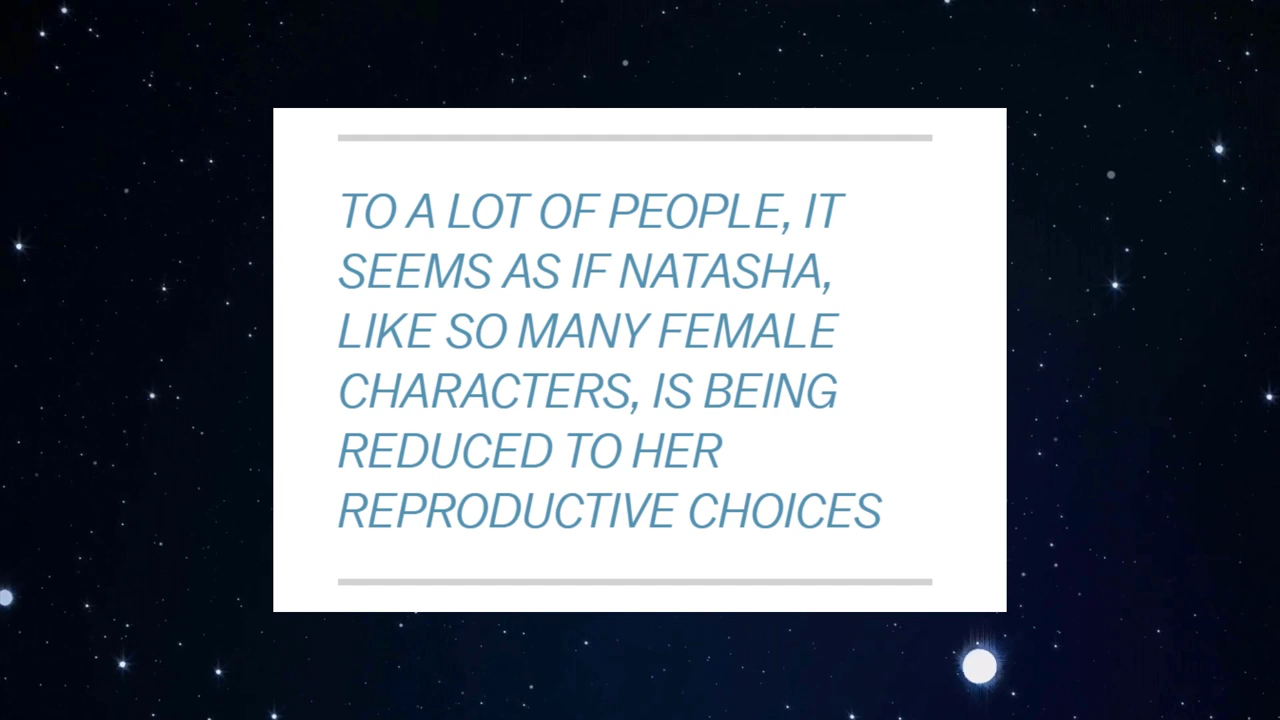 TO A LOT OF PEOPLE, IT
SEEMS AS IF NATASHA,
LIKE SO MANY FEMALE
CHARACTERS, IS BEING
REDUCED TO HER
REPRODUCTIVE CHOICES